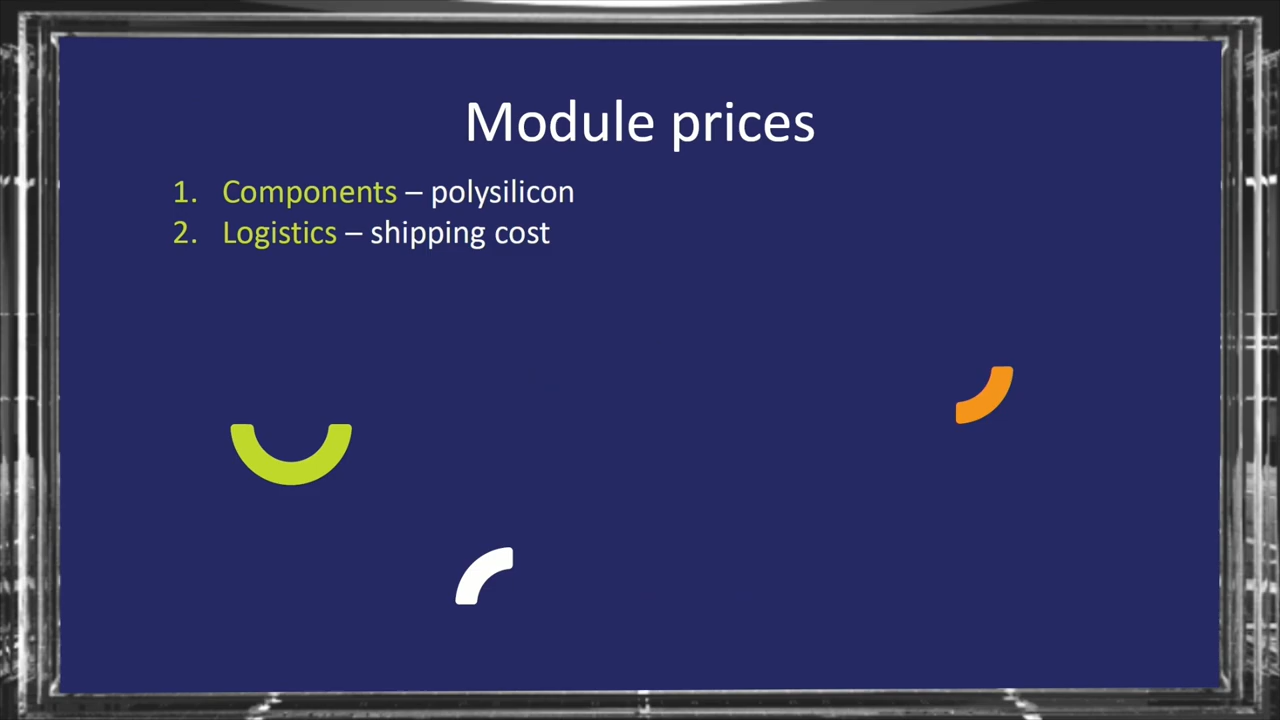 Module prices
1. Components – polysilicon
2. Logistics – shipping cost